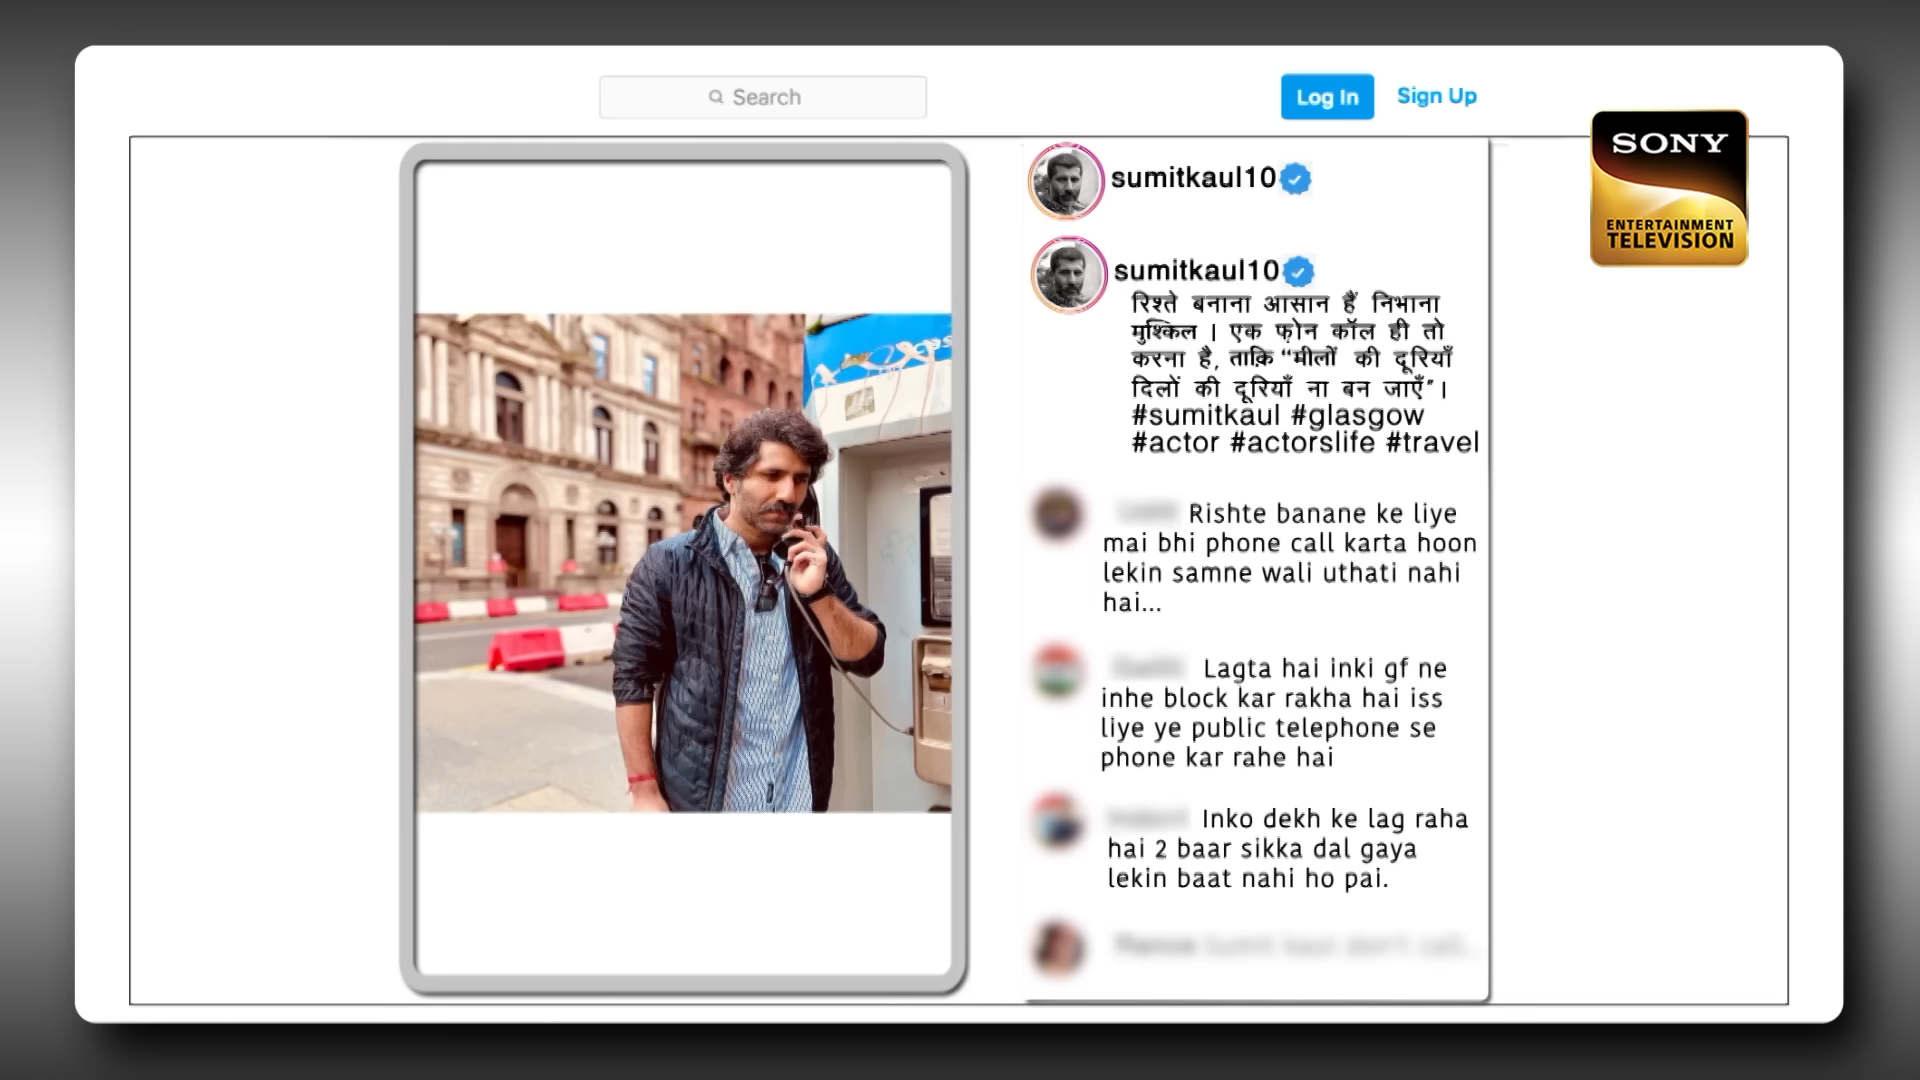 Search
Log In
Sign Up
SONY
ENTERTAINMENT
TELEVISION
sumitkaul10
sumitkaul10
रिश्ते बनाना आसान हैं निभाना
मुश्किल । एक फ़ोन कॉल ही तो
करना है, ताक़ि “मीलों की दूरियाँ
दिलों की दूरियाँ ना बन जाएँ” ।
#sumitkaul #glasgow
#actor #actorslife #travel
Rishte banane ke liye
mai bhi phone call karta hoon
lekin samne wali uthati nahi
hai...
Lagta hai inki gf ne
inhe block kar rakha hai iss
liye ye public telephone se
phone kar rahe hai
Inko dekh ke lag raha
hai 2 baar sikka dal gaya
lekin baat nahi ho pai.